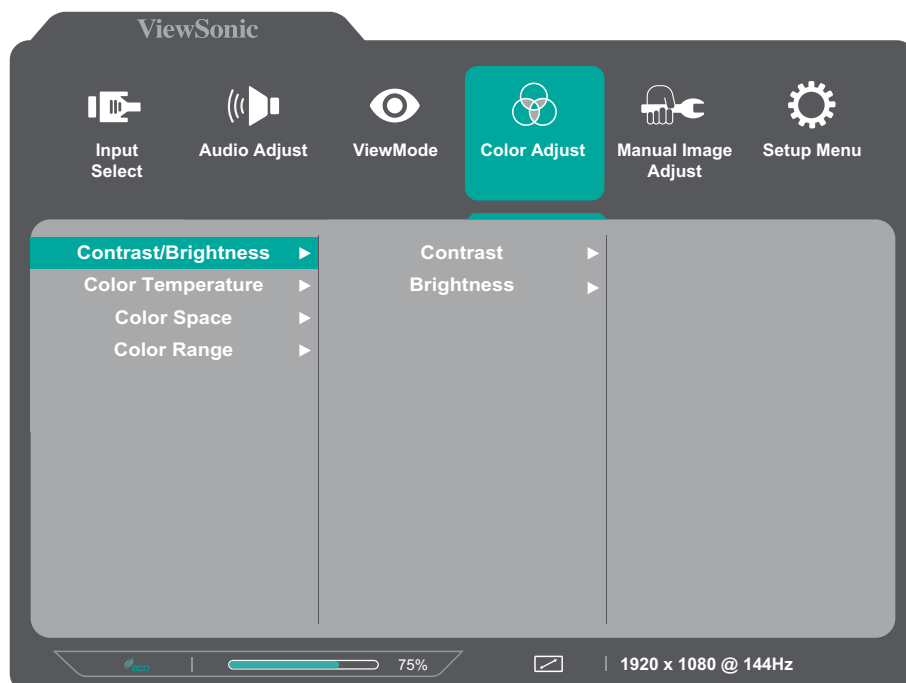 ViewSonic
Input
Select
Audio Adjust
ViewMode
Color Adjust
Manual Image
Adjust
Setup Menu
Contrast/Brightness
Color Temperature
Color Space
Color Range
Contrast
Brightness
eco
75%
1920 x 1080 @ 144Hz